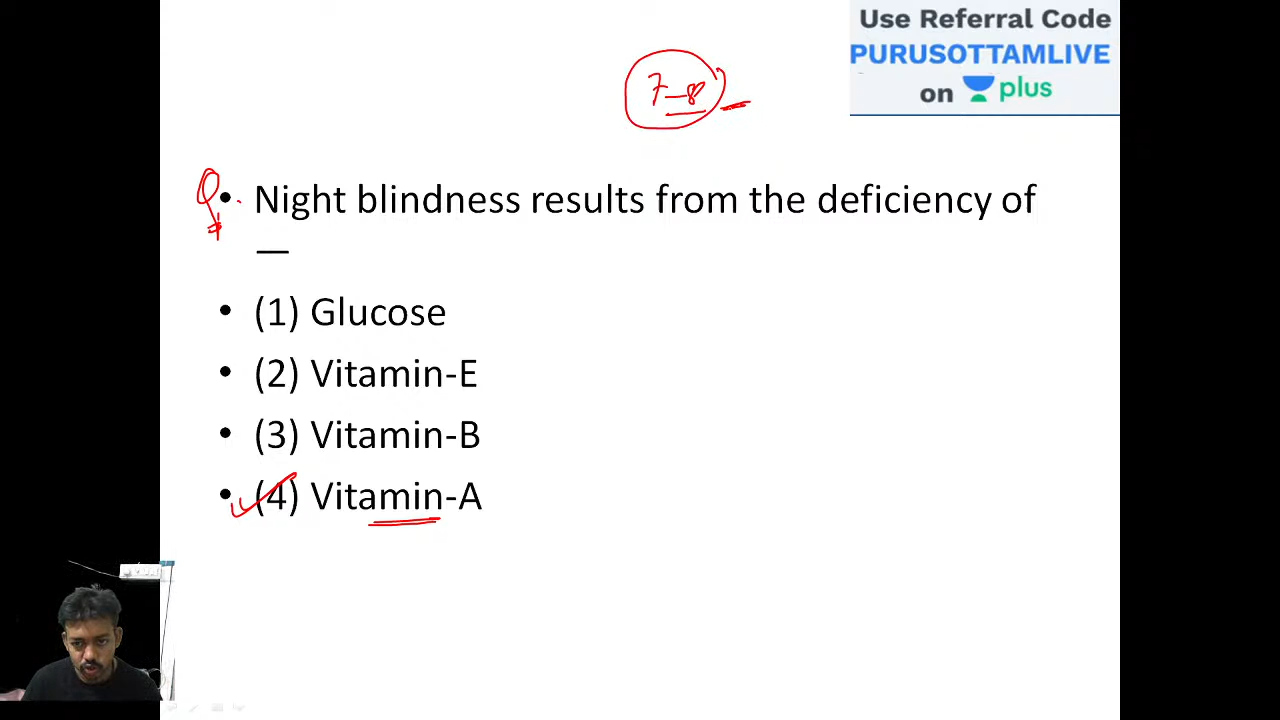 Use Referral Code
PURUSOTTAMLIVE
on plus
7-8
Q.
• Night blindness results from the deficiency of
—
• (1) Glucose
• (2) Vitamin-E
• (3) Vitamin-B
• (4) Vitamin-A